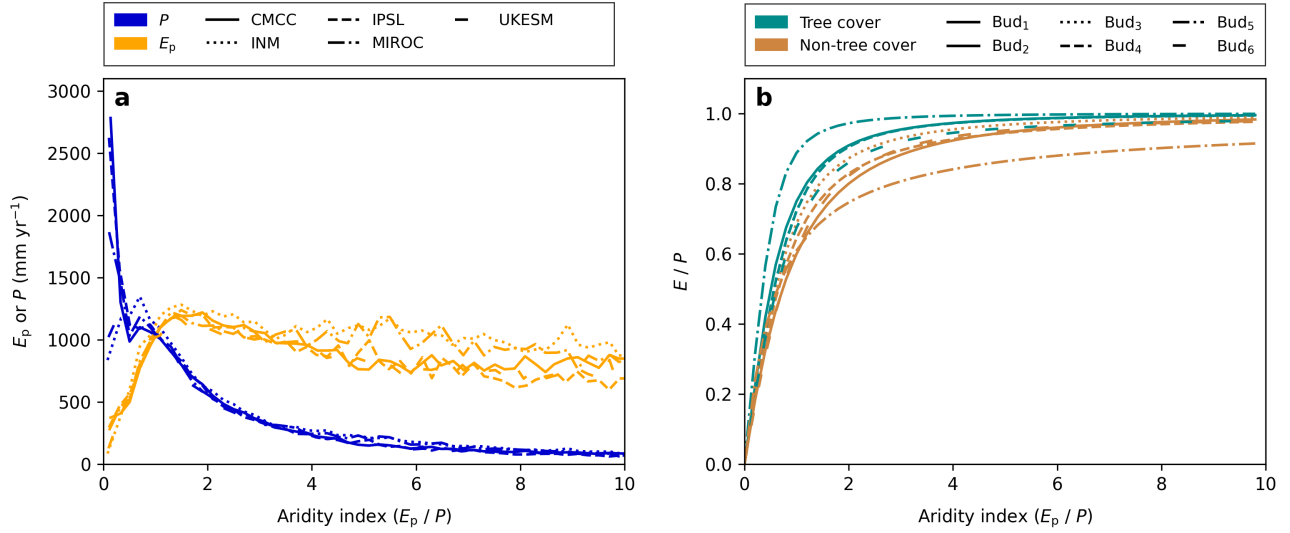 P CMCC IPSL UKESM
Eₚ INM MIROC
a
3000
2500
2000
1500
1000
500
0
Eₚ or P (mm yr⁻¹)
0 2 4 6 8 10
Aridity index (Eₚ / P)
Tree cover Bud₁ Bud₃ Bud₅
Non-tree cover Bud₂ Bud₄ Bud₆
b
1.0
0.8
0.6
0.4
0.2
0.0
E / P
0 2 4 6 8 10
Aridity index (Eₚ / P)